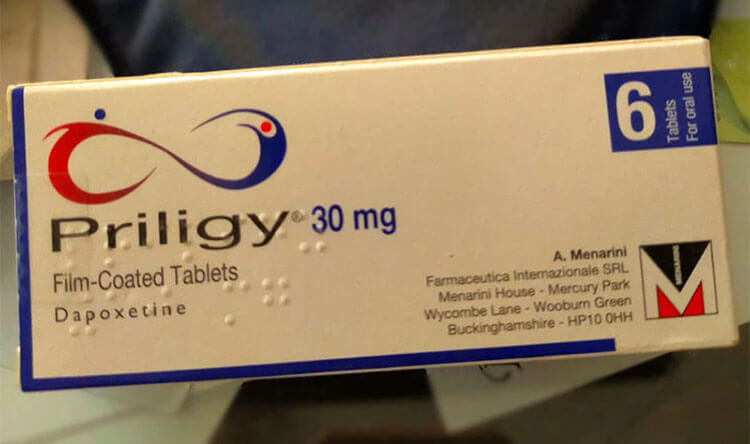 6
Tablets
For oral use
Priligy® 30 mg
Film-Coated Tablets
Dapoxetine
A. Menarini
Farmaceutica Internazionale SRL
Menarini House - Mercury Park
Wycombe Lane - Wooburn Green
Buckinghamshire - HP10 0HH
MENARINI